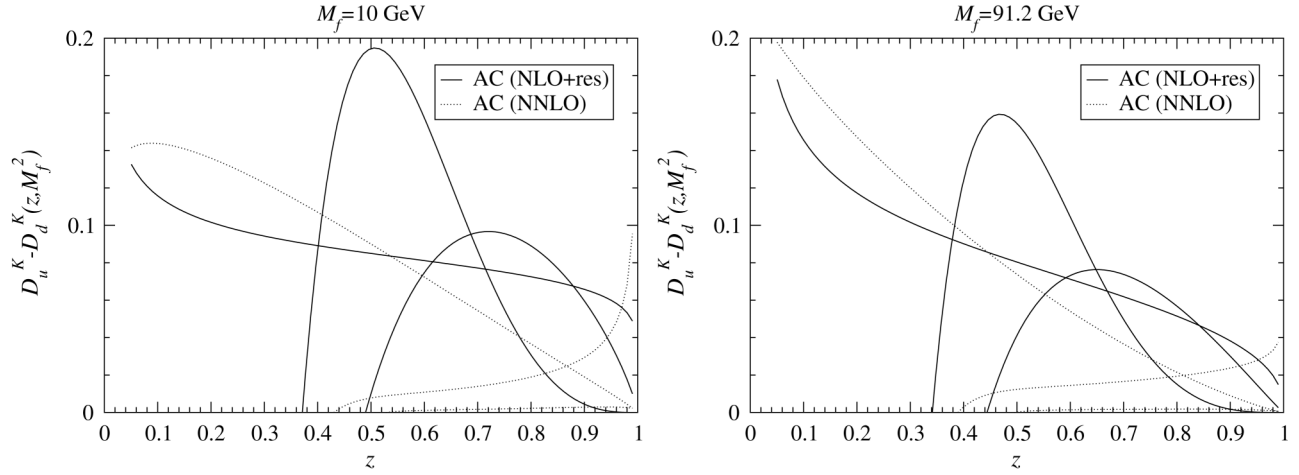 M_f=10 GeV
0.2
0.1
0
AC (NLO+res)
AC (NNLO)
D_u^K-D_d^K(z,M_f^2)
0 0.1 0.2 0.3 0.4 0.5 0.6 0.7 0.8 0.9 1
z
M_f=91.2 GeV
0.2
0.1
0
AC (NLO+res)
AC (NNLO)
D_u^K-D_d^K(z,M_f^2)
0 0.1 0.2 0.3 0.4 0.5 0.6 0.7 0.8 0.9 1
z